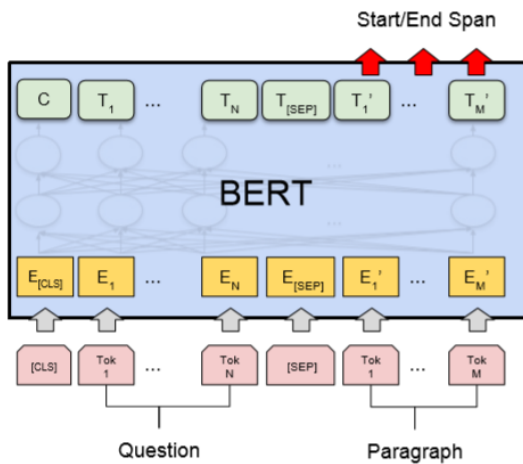 Start/End Span
C T1 ... TN T[SEP] T1' ... TM'
...
BERT
...
E[CLS] E1 ... EN E[SEP] E1' ... EM'
[CLS] Tok 1 ... Tok N [SEP] Tok 1 ... Tok M
Question Paragraph